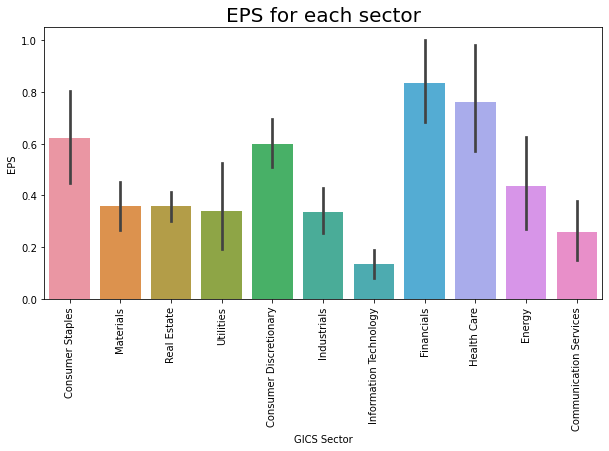 EPS for each sector
1.0
0.8
0.6
0.4
0.2
0.0
EPS
Consumer Staples
Materials
Real Estate
Utilities
Consumer Discretionary
Industrials
Information Technology
Financials
Health Care
Energy
Communication Services
GICS Sector